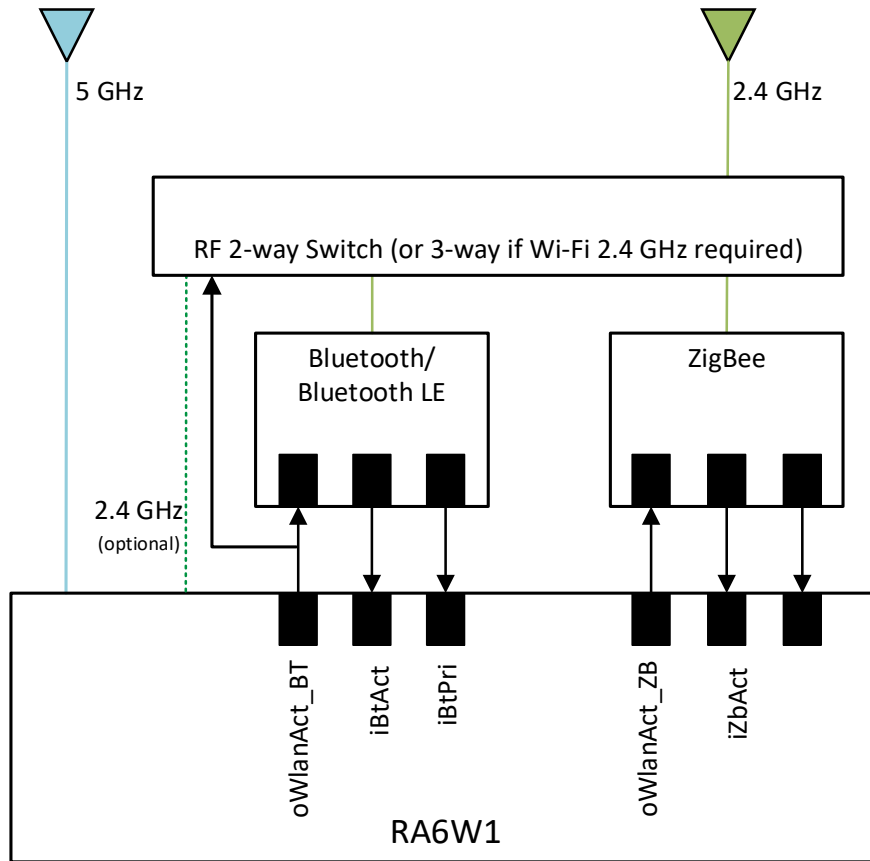 5 GHz
2.4 GHz
RF 2-way Switch (or 3-way if Wi-Fi 2.4 GHz required)
Bluetooth/
Bluetooth LE
ZigBee
2.4 GHz
(optional)
oWlanAct_BT
iBtAct
iBtPri
oWlanAct_ZB
iZbAct
RA6W1